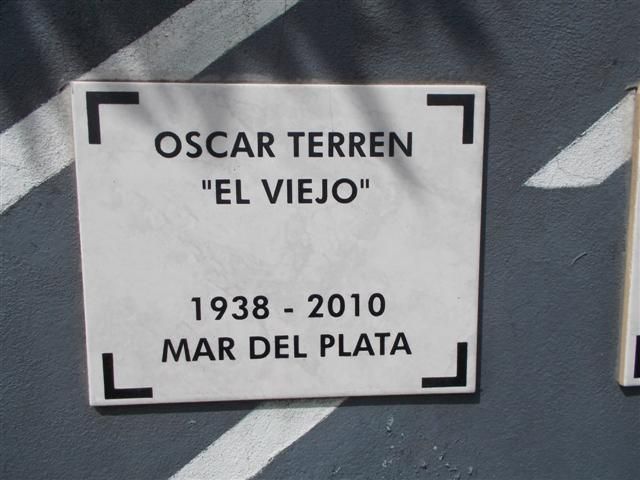 OSCAR TERREN
"EL VIEJO"
1938 - 2010
MAR DEL PLATA